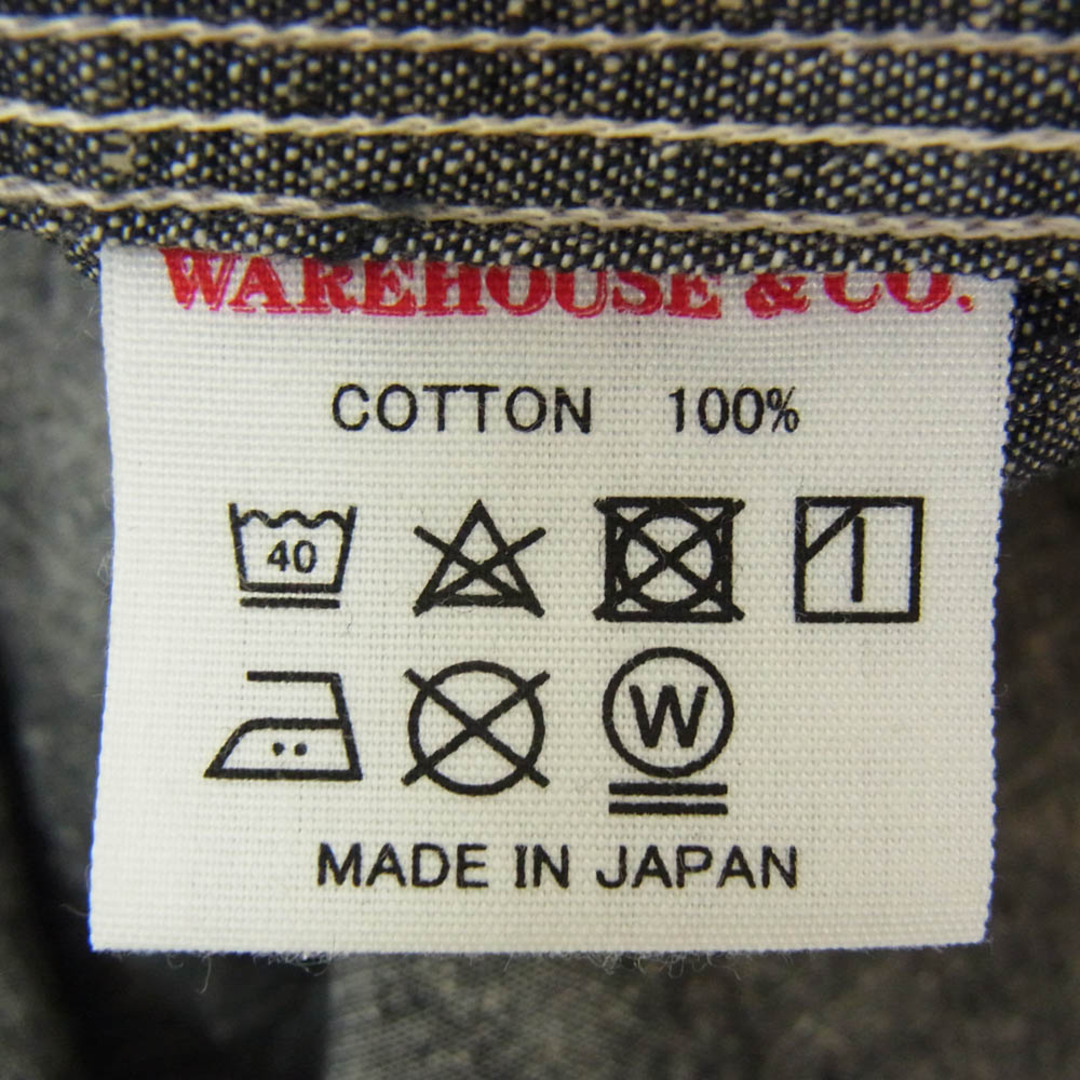 WAREHOUSE & CO.
COTTON 100%
40
W
MADE IN JAPAN